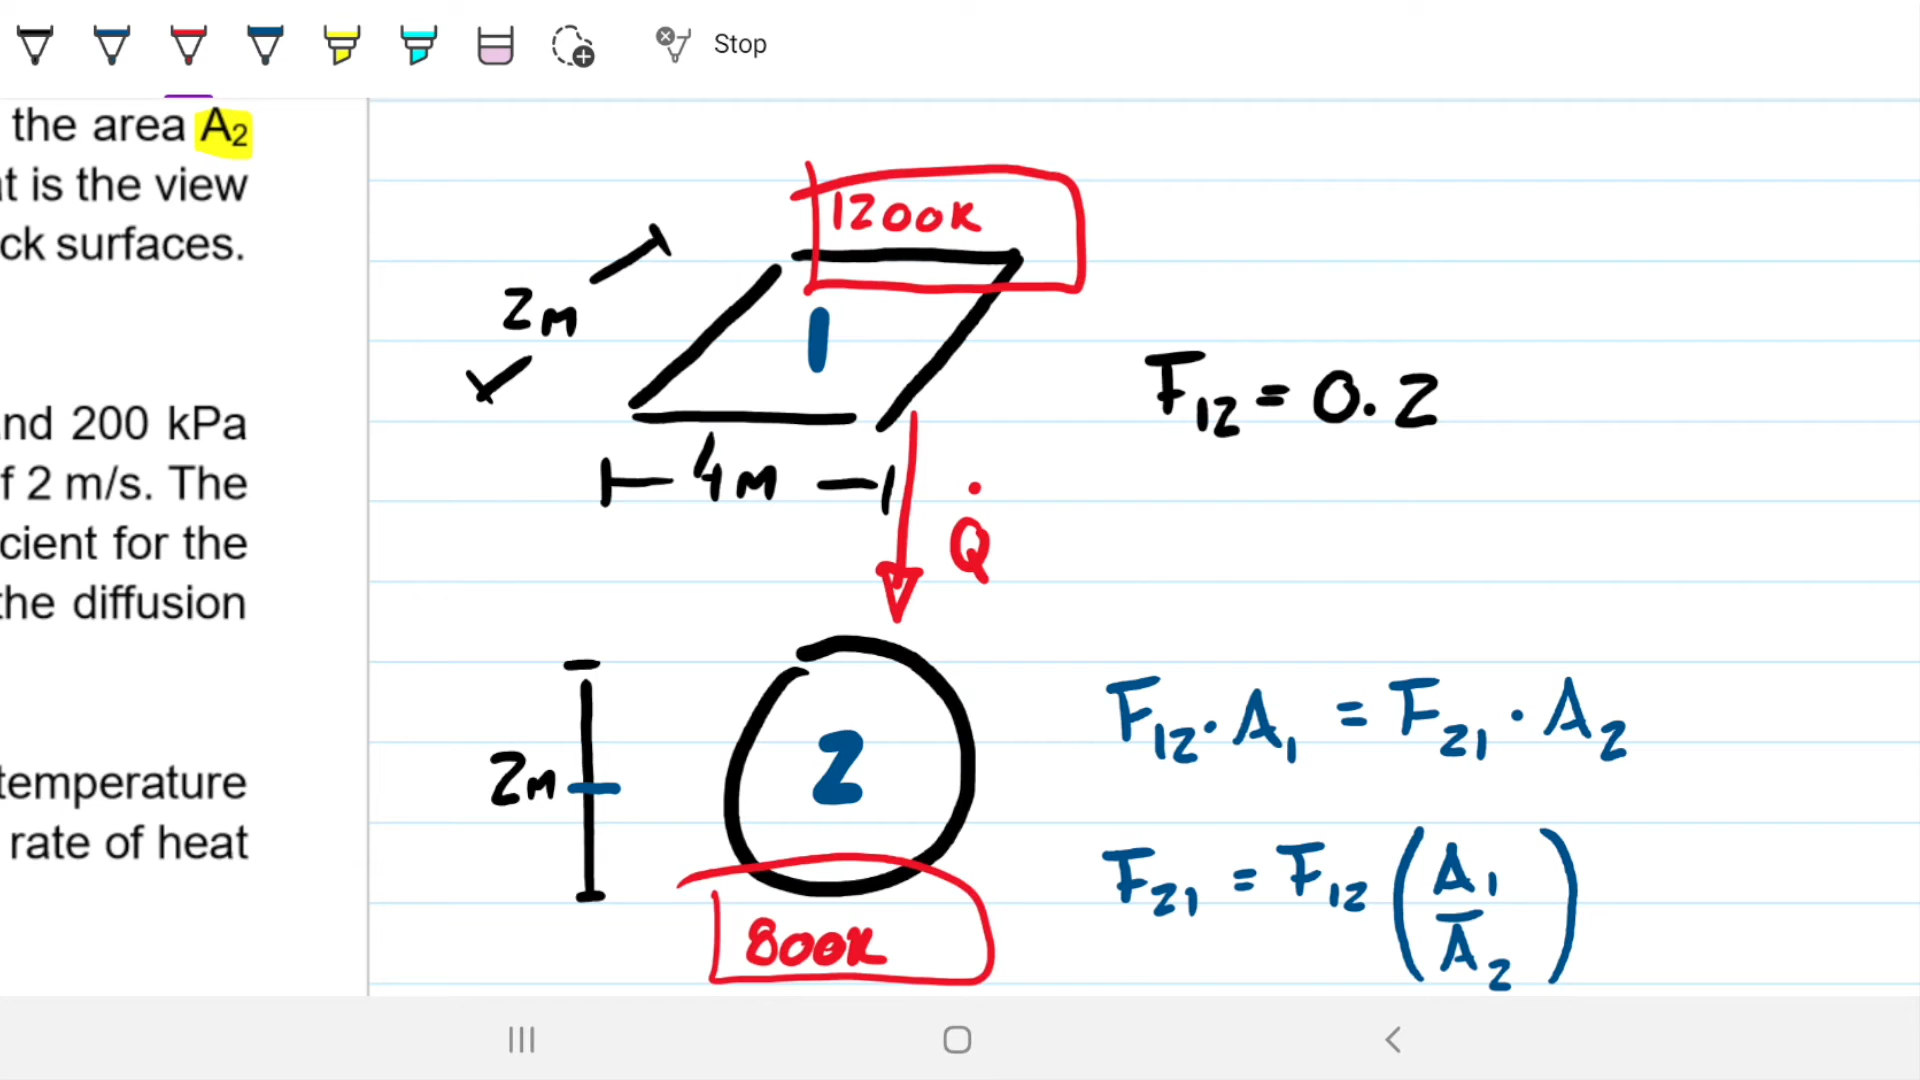 Stop
the area A2
t is the view
ck surfaces.
nd 200 kPa
f 2 m/s. The
cient for the
the diffusion
temperature
rate of heat
1200K
2m
1
4m
F12 = 0.2
Q̇
2m
2
800K
F12 · A1 = F21 · A2
F21 = F12 (A1/A2)